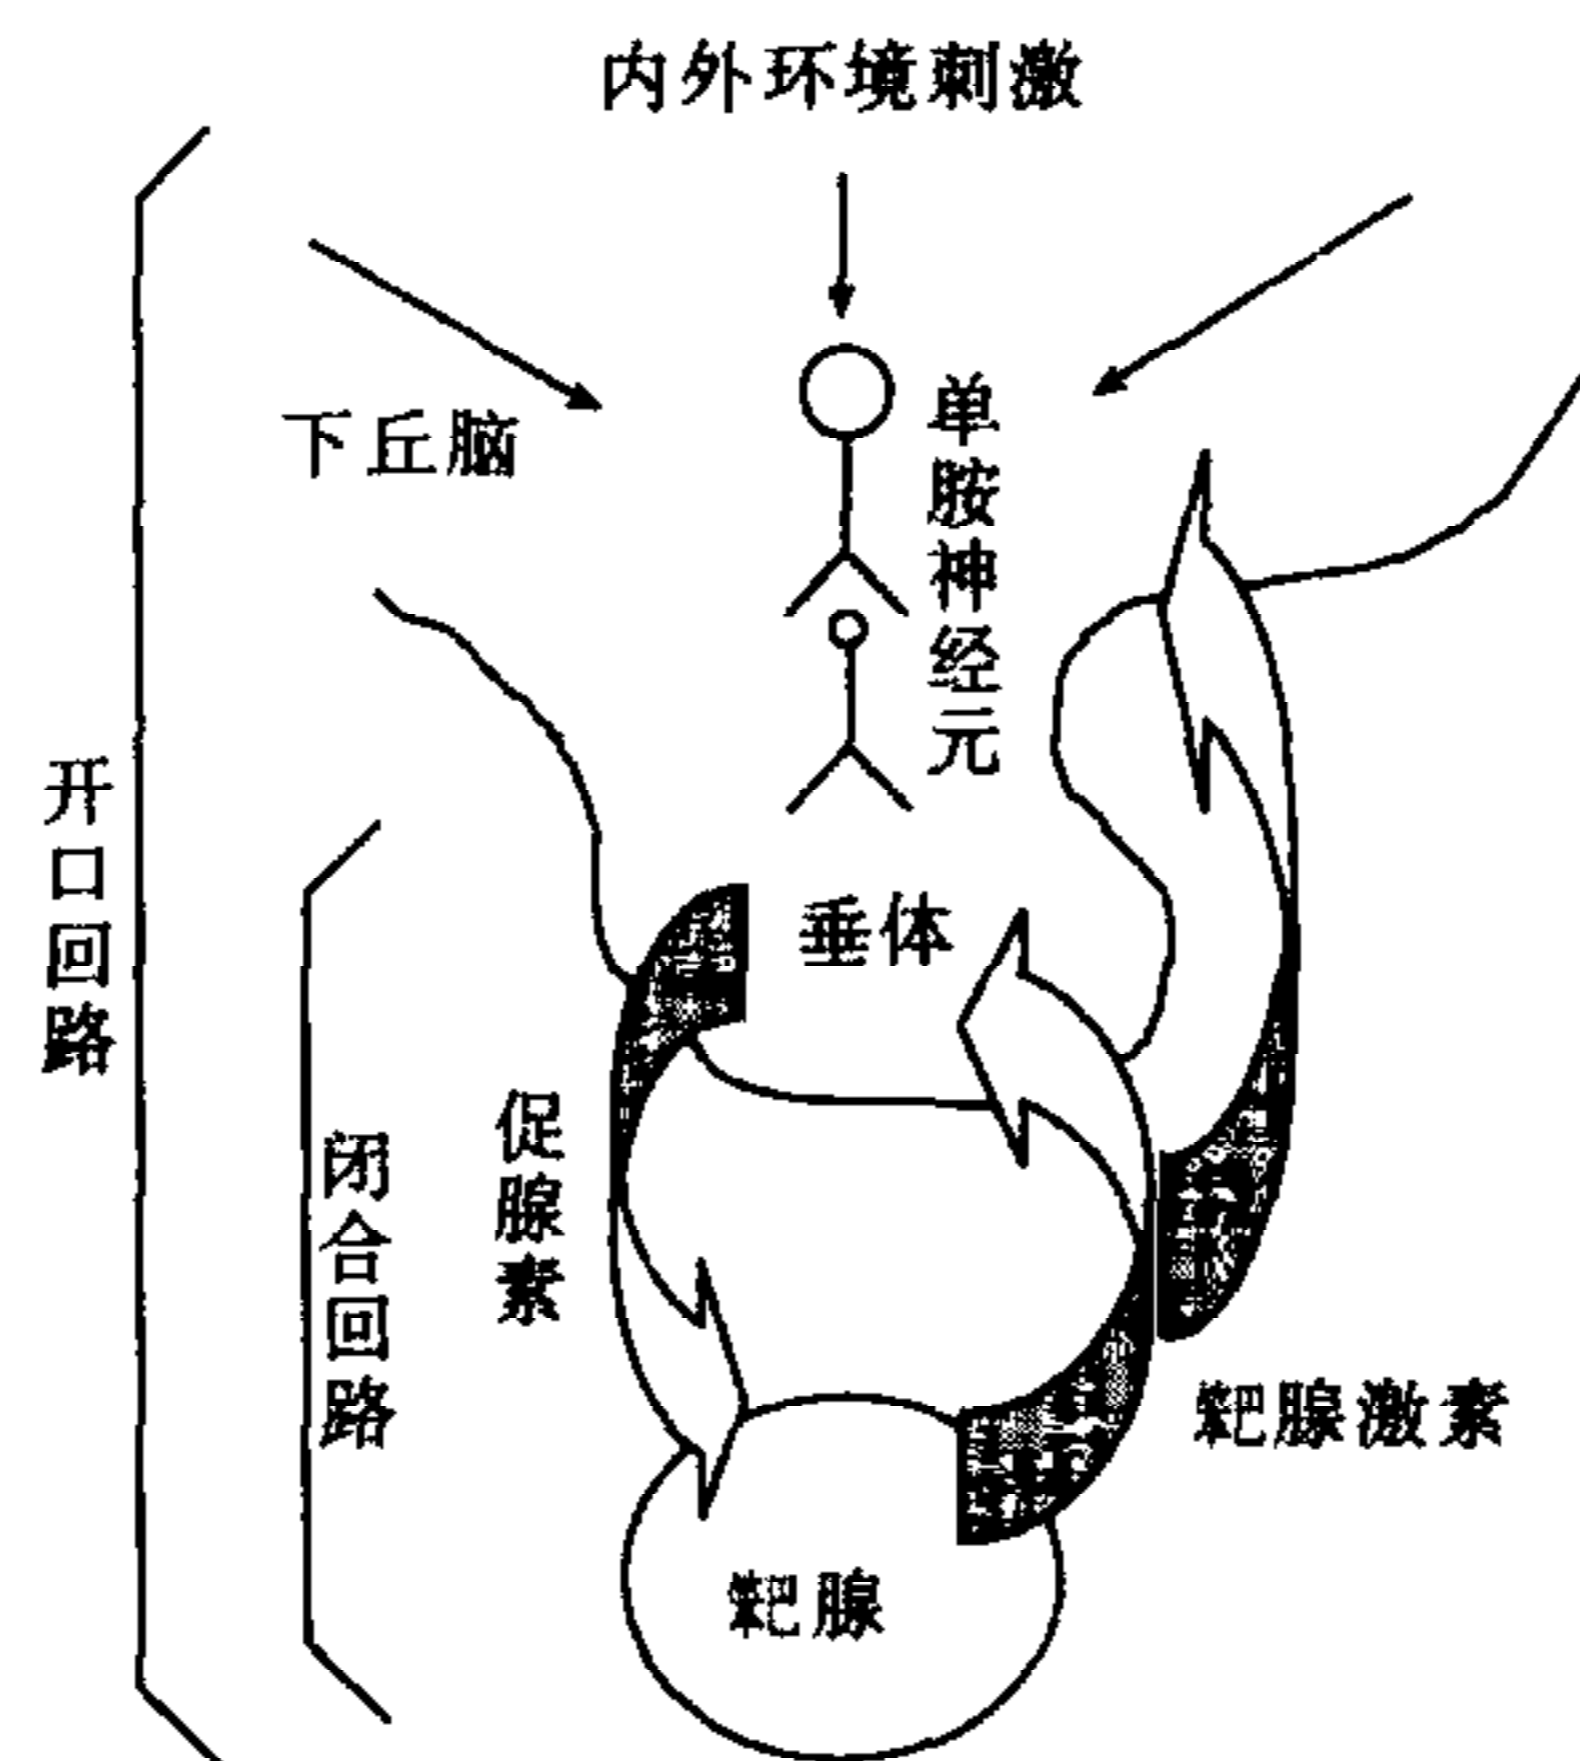 内外环境刺激
下丘脑
单胺神经元
开口回路
垂体
促腺素
闭合回路
靶腺激素
靶腺